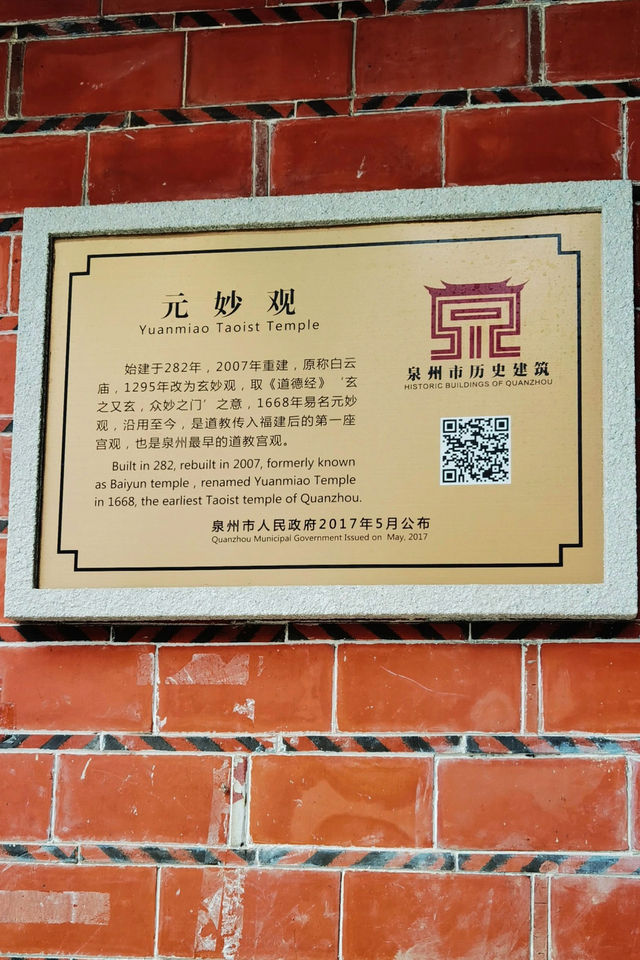 元妙观
Yuanmiao Taoist Temple
始建于282年，2007年重建，原称白云
庙，1295年改为玄妙观，取《道德经》‘玄
之又玄，众妙之门’之意，1668年易名元妙
观，沿用至今，是道教传入福建后的第一座
宫观，也是泉州最早的道教宫观。
Built in 282, rebuilt in 2007, formerly known
as Baiyun temple , renamed Yuanmiao Temple
in 1668, the earliest Taoist temple of Quanzhou.
泉州市人民政府2017年5月公布
Quanzhou Municipal Government Issued on May, 2017
泉州市历史建筑
HISTORIC BUILDINGS OF QUANZHOU